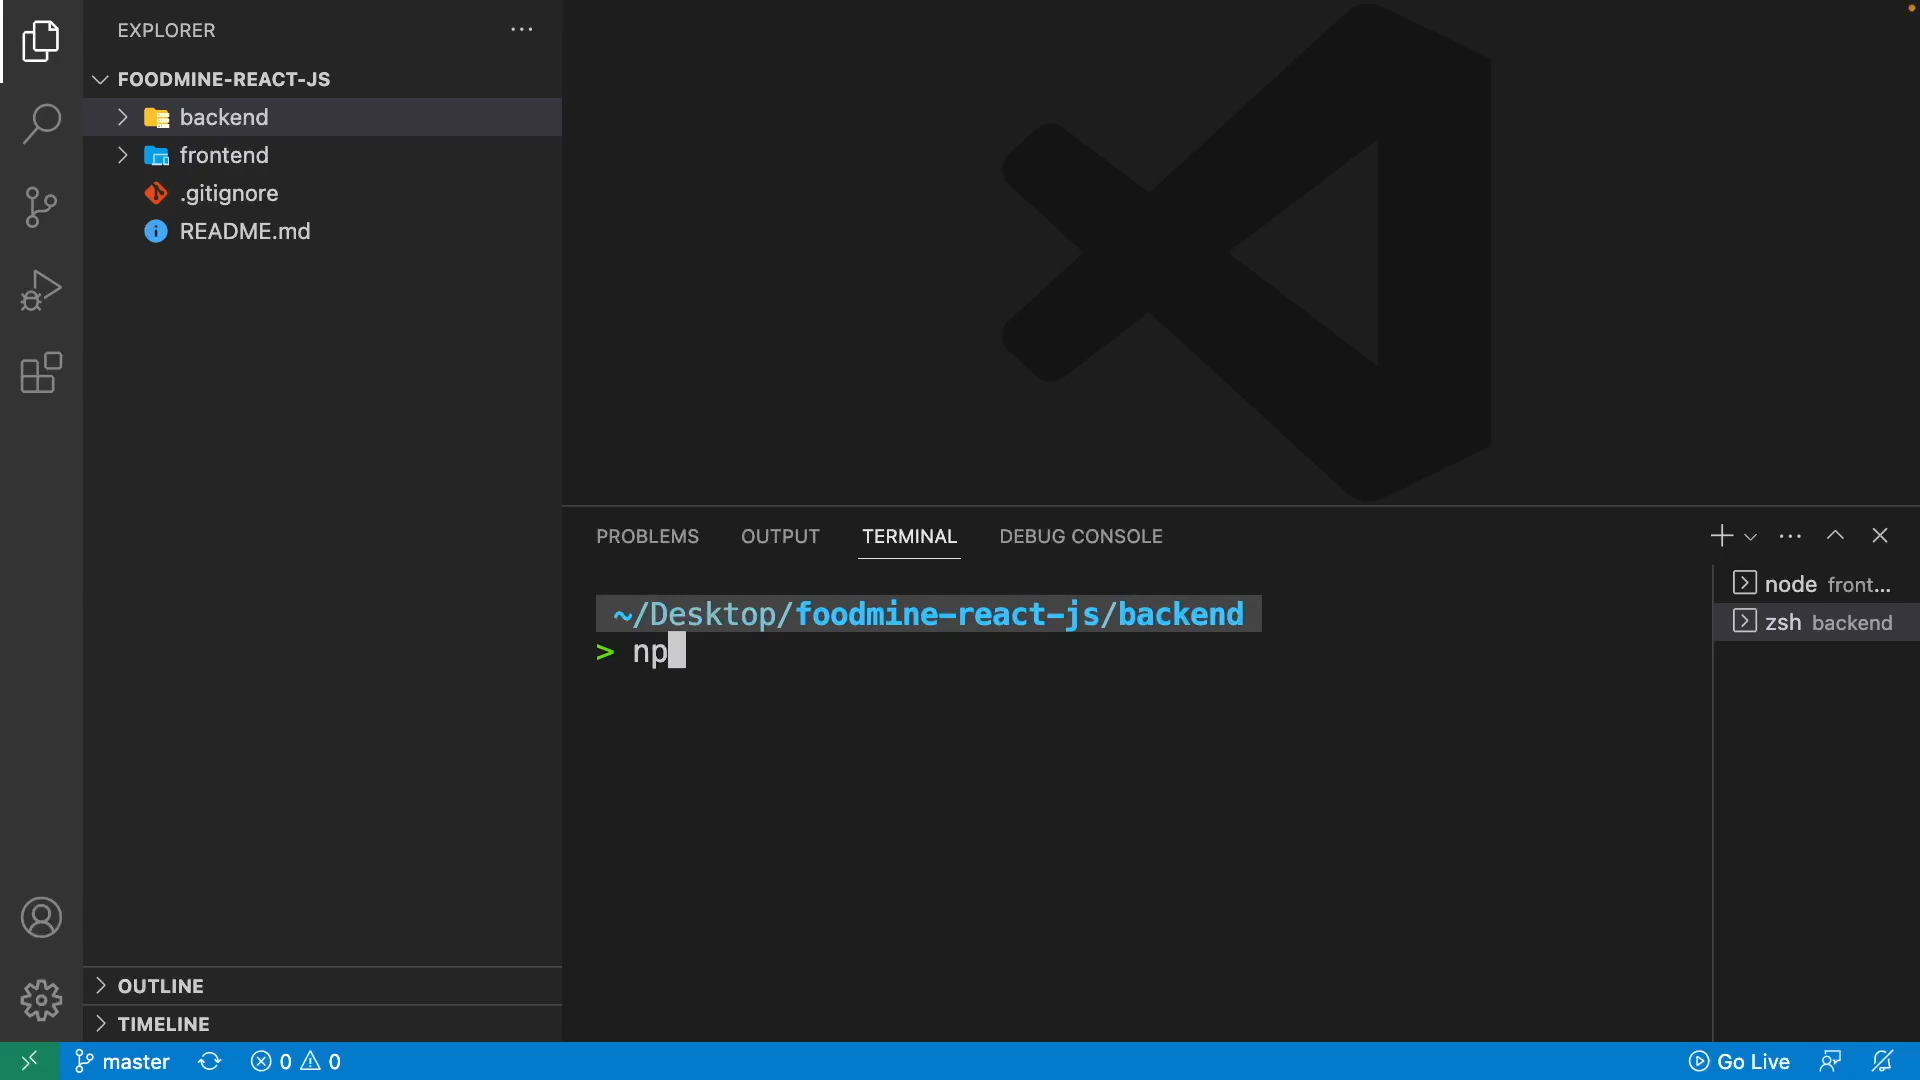 EXPLORER
FOODMINE-REACT-JS
backend
frontend
.gitignore
README.md
OUTLINE
TIMELINE
PROBLEMS OUTPUT TERMINAL DEBUG CONSOLE
~/Desktop/foodmine-react-js/backend
> np
node front...
zsh backend
master 0 0 Go Live